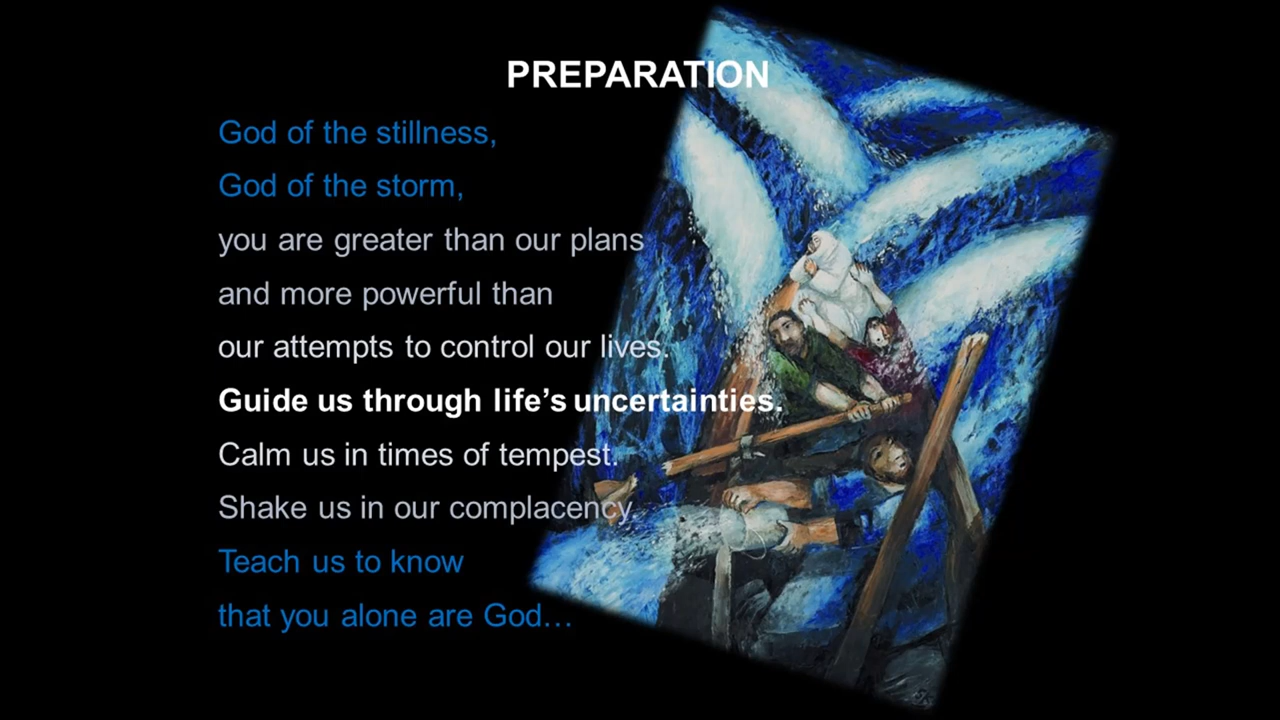 PREPARATION
God of the stillness,
God of the storm,
you are greater than our plans
and more powerful than
our attempts to control our lives.
Guide us through life’s uncertainties.
Calm us in times of tempest.
Shake us in our complacency.
Teach us to know
that you alone are God…